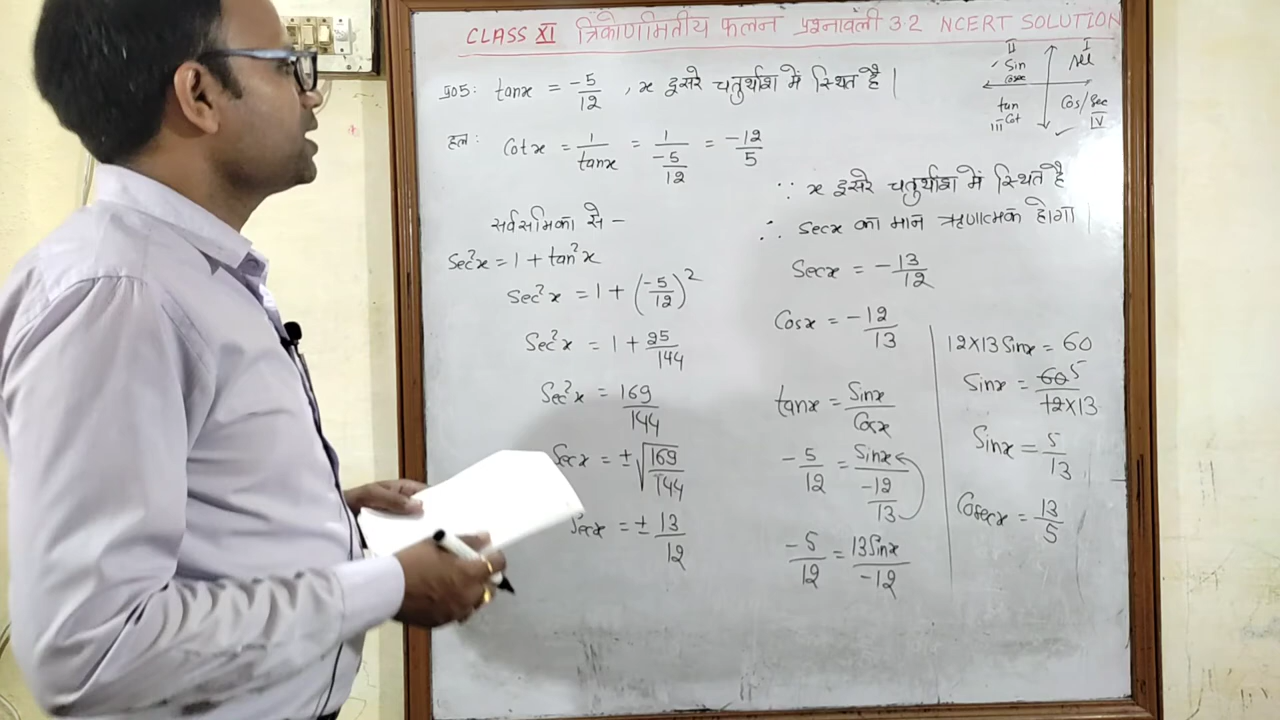 CLASS XI त्रिकोणमितीय फलन प्रश्नावली 3.2 NCERT SOLUTION
प्र05: tanx = -5/12 , x दूसरे चतुर्थांश में स्थित है |
II
Sin
Cosec
I
All
tan
Cot
III
Cos/Sec
IV
हल: Cotx = 1/tanx = 1/(-5/12) = -12/5
सर्वसमिका से -
Sec²x = 1 + tan²x
Sec²x = 1 + (-5/12)²
Sec²x = 1 + 25/144
Sec²x = 169/144
Secx = ±√(169/144)
Secx = ± 13/12
∵ x दूसरे चतुर्थांश में स्थित है
∴ Secx का मान ऋणात्मक होगा |
Secx = -13/12
Cosx = -12/13
tanx = Sinx/Cosx
-5/12 = Sinx/(-12/13)
-5/12 = 13Sinx/-12
12×13 Sinx = 60
Sinx = 60 5/12×13
Sinx = 5/13
Cosecx = 13/5